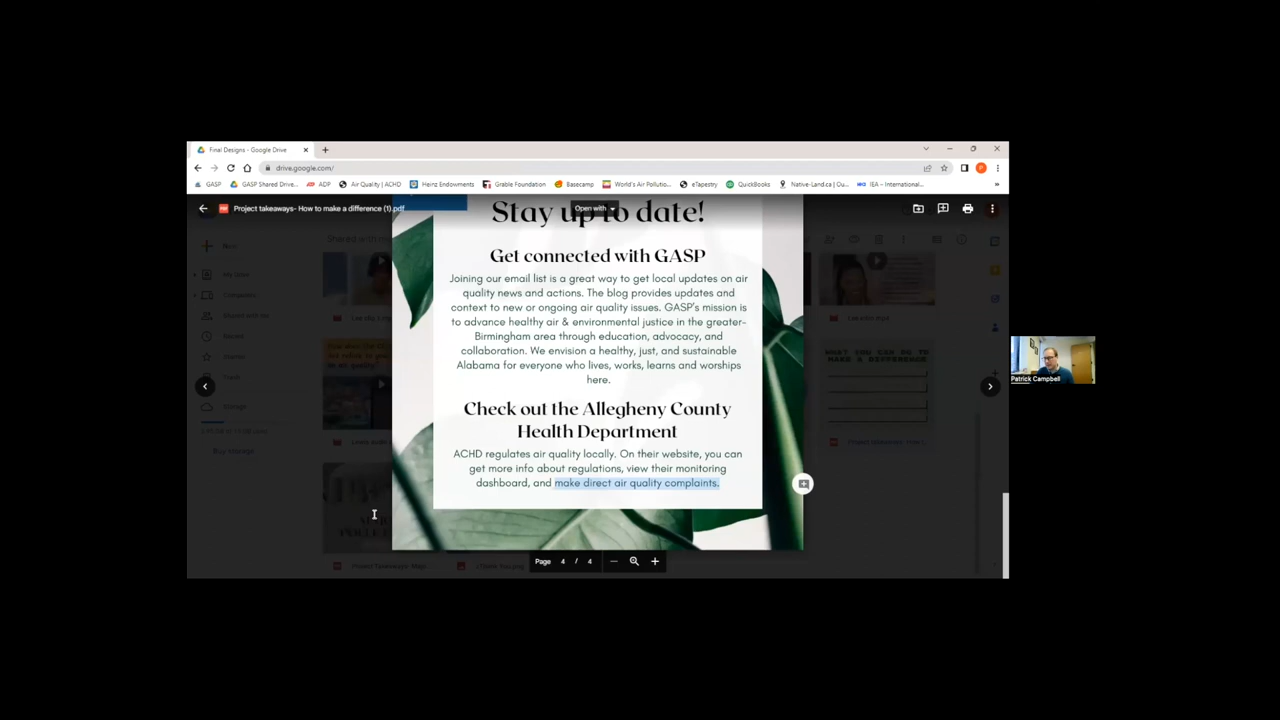 Final Designs - Google Drive
drive.google.com/
GASP
GASP Shared Drive...
ADP
Air Quality | ACHD
Heinz Endowments
Grable Foundation
Basecamp
World's Air Pollutio...
eTapestry
QuickBooks
Native-Land.ca | Ou...
IEA – International...
Project takeaways- How to make a difference (1).pdf
Open with
Stay up to date!
Get connected with GASP
Joining our email list is a great way to get local updates on air
quality news and actions. The blog provides updates and
context to new or ongoing air quality issues. GASP's mission is
to advance healthy air & environmental justice in the greater-
Birmingham area through education, advocacy, and
collaboration. We envision a healthy, just, and sustainable
Alabama for everyone who lives, works, learns and worships
here.
Check out the Allegheny County
Health Department
ACHD regulates air quality locally. On their website, you can
get more info about regulations, view their monitoring
dashboard, and make direct air quality complaints.
WHAT YOU CAN DO TO
MAKE A DIFFERENCE
Page 4 / 4
Patrick Campbell